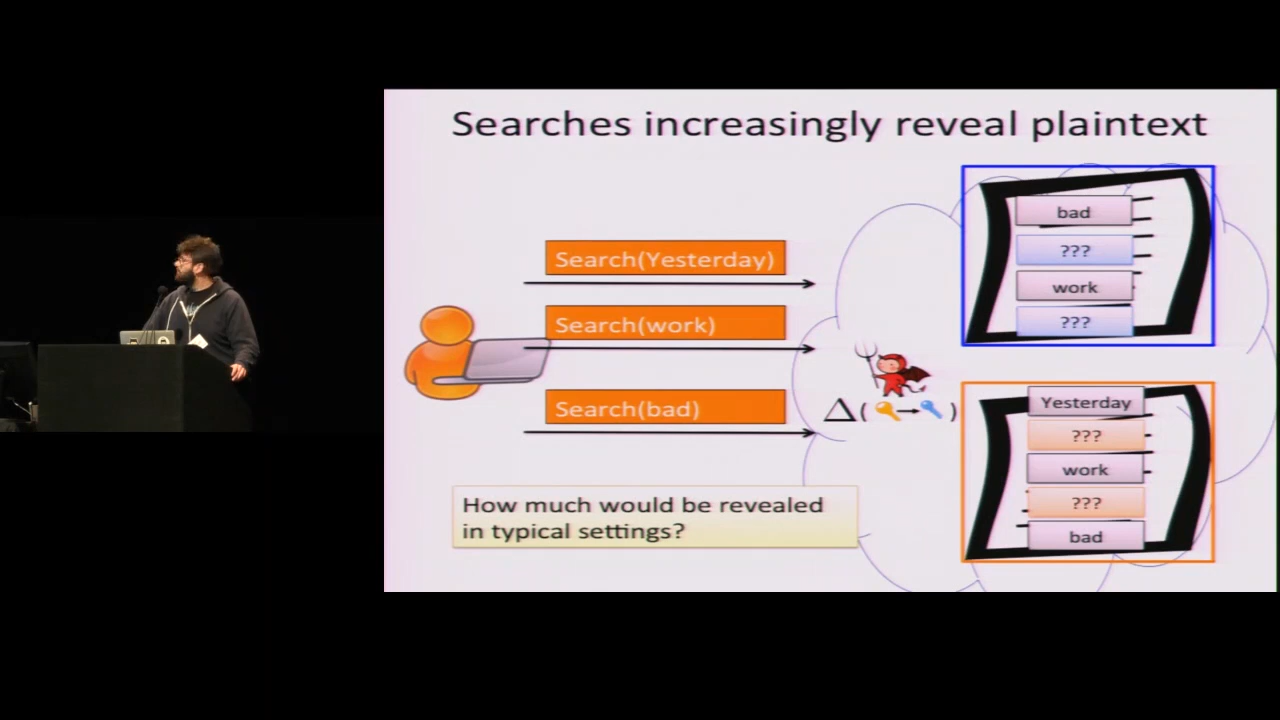 Searches increasingly reveal plaintext
Search(Yesterday)
Search(work)
Search(bad)
How much would be revealed
in typical settings?
Δ( → )
bad
???
work
???
Yesterday
???
work
???
bad